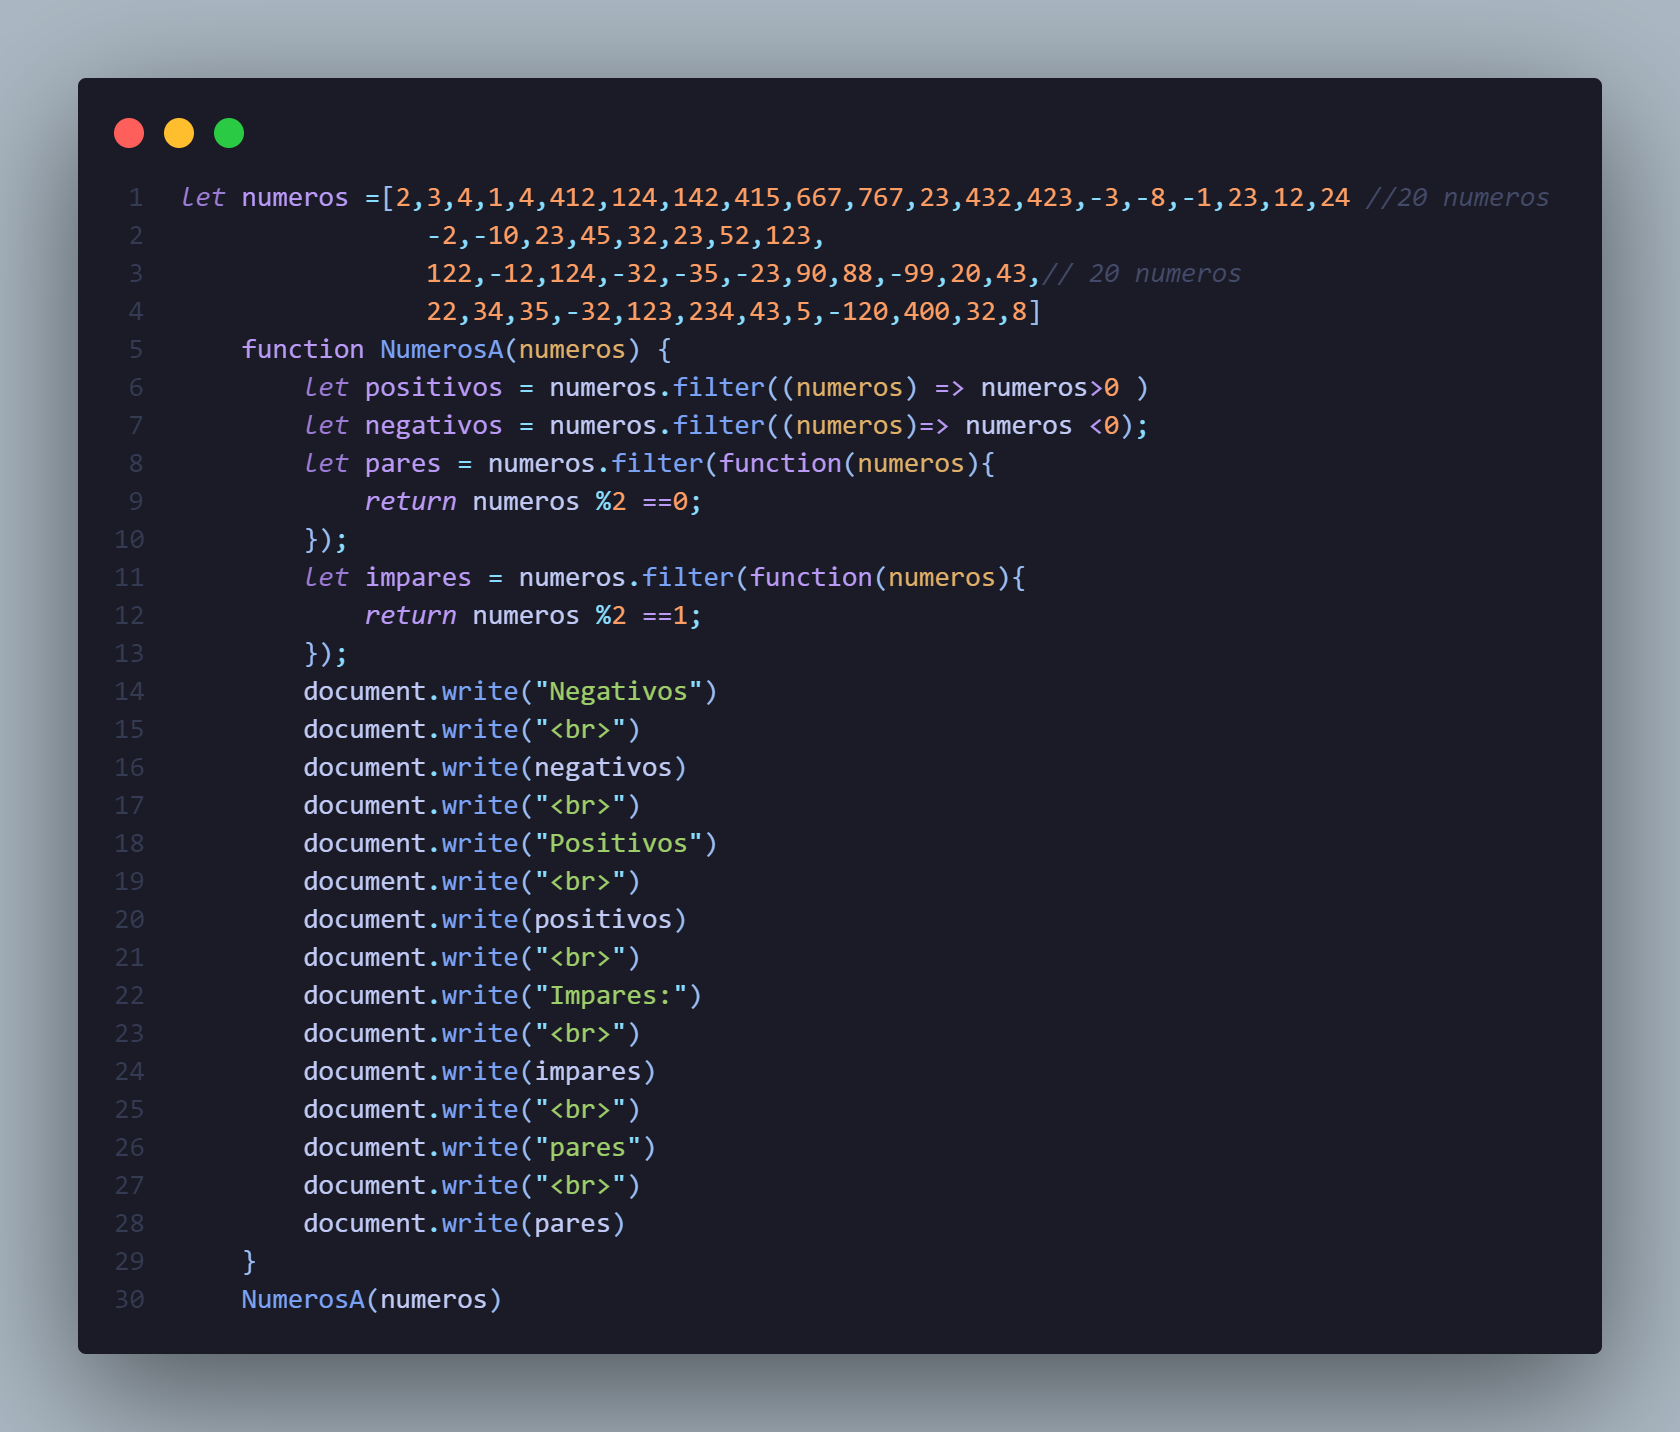 1 let numeros =[2,3,4,1,4,412,124,142,415,667,767,23,432,423,-3,-8,-1,23,12,24 //20 numeros
2 -2,-10,23,45,32,23,52,123,
3 122,-12,124,-32,-35,-23,90,88,-99,20,43,// 20 numeros
4 22,34,35,-32,123,234,43,5,-120,400,32,8]
5 function NumerosA(numeros) {
6 let positivos = numeros.filter((numeros) => numeros>0 )
7 let negativos = numeros.filter((numeros)=> numeros <0);
8 let pares = numeros.filter(function(numeros){
9 return numeros %2 ==0;
10 });
11 let impares = numeros.filter(function(numeros){
12 return numeros %2 ==1;
13 });
14 document.write("Negativos")
15 document.write("<br>")
16 document.write(negativos)
17 document.write("<br>")
18 document.write("Positivos")
19 document.write("<br>")
20 document.write(positivos)
21 document.write("<br>")
22 document.write("Impares:")
23 document.write("<br>")
24 document.write(impares)
25 document.write("<br>")
26 document.write("pares")
27 document.write("<br>")
28 document.write(pares)
29 }
30 NumerosA(numeros)